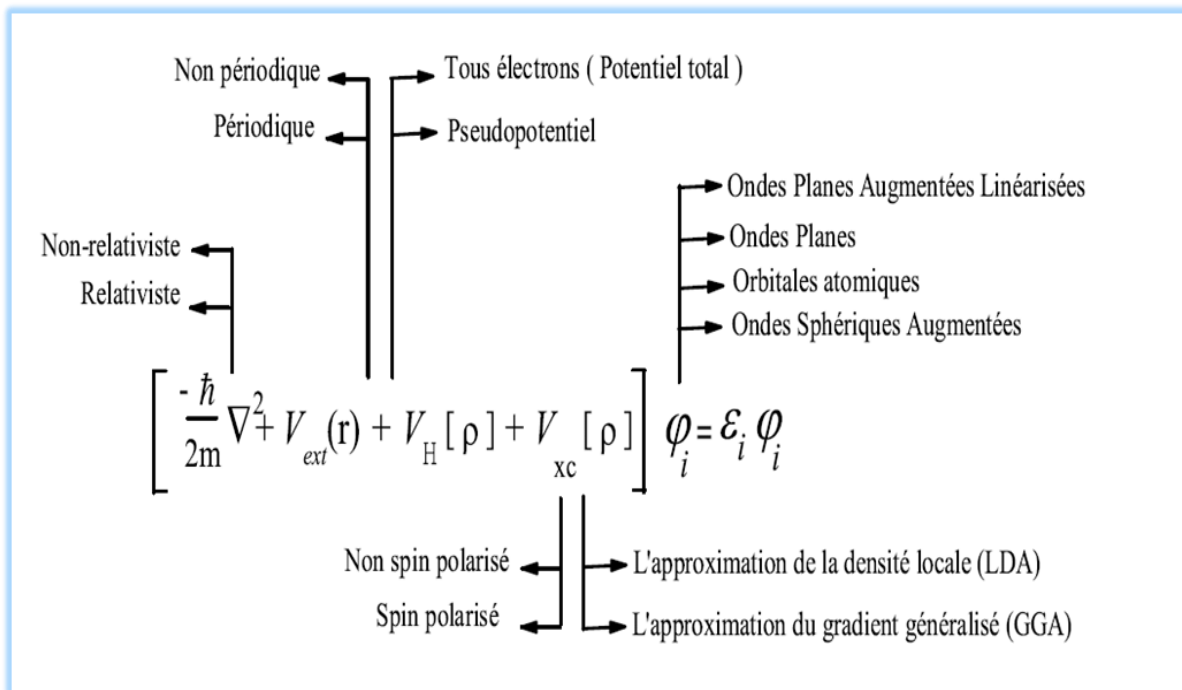 Non périodique
Tous électrons ( Potentiel total )
Périodique
Pseudopotentiel
Ondes Planes Augmentées Linéarisées
Non-relativiste
Ondes Planes
Relativiste
Orbitales atomiques
Ondes Sphériques Augmentées
[ -ħ/2m ∇² + V_ext(r) + V_H [ρ] + V_xc [ρ] ] φ_i = ε_i φ_i
Non spin polarisé
L'approximation de la densité locale (LDA)
Spin polarisé
L'approximation du gradient généralisé (GGA)